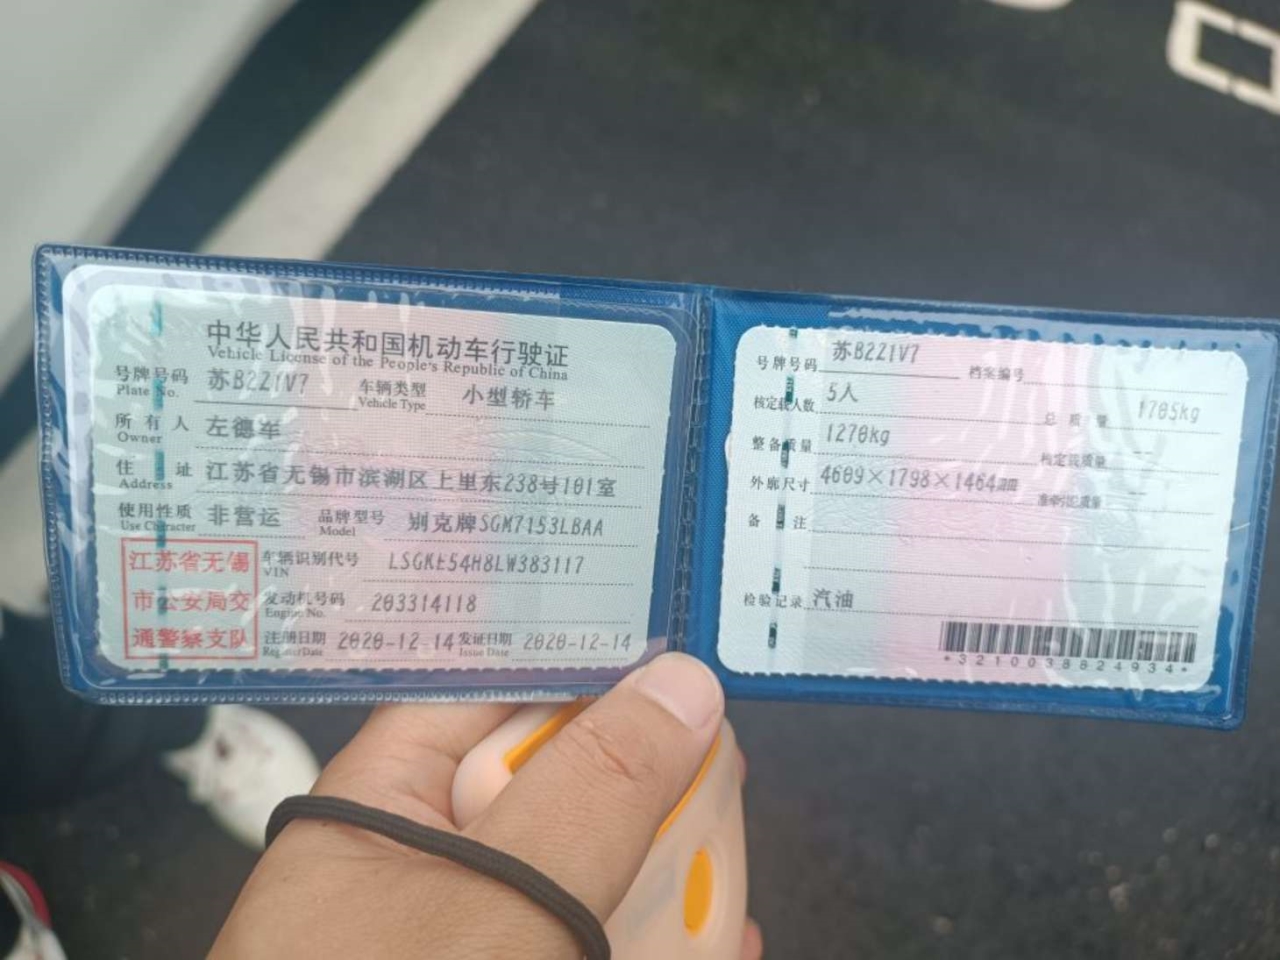 中华人民共和国机动车行驶证
Vehicle License of the People's Republic of China
号牌号码 Plate No. 苏B2Z1V7 车辆类型 Vehicle Type 小型轿车
所有人 Owner 左德军
住址 Address 江苏省无锡市滨湖区上里东238号101室
使用性质 Use Character 非营运 品牌型号 Model 别克牌SGM7153LBAA
江苏省无锡
市公安局交
通警察支队
车辆识别代号 VIN LSGKE54H8LW383117
发动机号码 Engine No. 203314118
注册日期 Register Date 2020-12-14 发证日期 Issue Date 2020-12-14
号牌号码 苏B2Z1V7 档案编号
核定载人数 5人 总质量 1705kg
整备质量 1270kg 核定载质量 --
外廓尺寸 4609×1798×1464mm 准牵引总质量 --
备注
检验记录 汽油
*3210038824934*